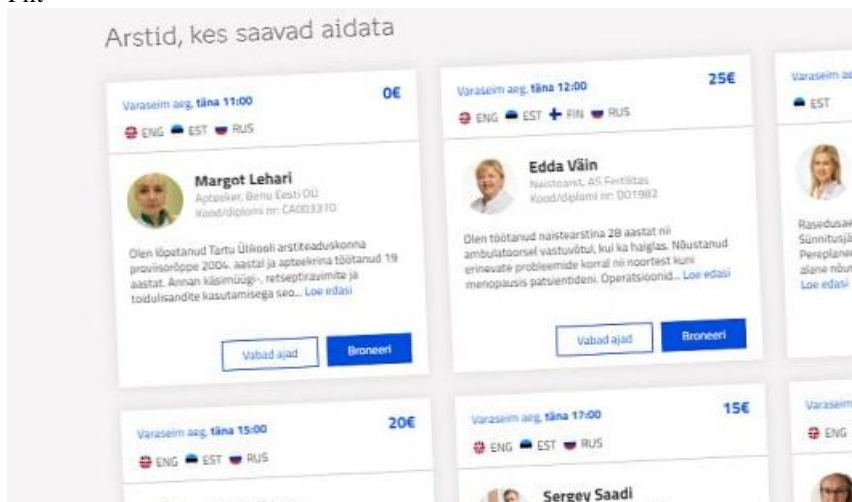 Arstid, kes saavad aidata
Varaseim aeg, täna 11:00 0€
ENG EST RUS
Margot Lehari
Apteeker, Benu Eesti OÜ
Kood/diplomi nr: CA003310
Olen lõpetanud Tartu Ülikooli arstiteaduskonna
proviisoriõppe 2004. aastal ja apteekrina töötanud 19
aastat. Annan käsimüügi-, retseptiravimite ja
toidulisandite kasutamisega seo... Loe edasi
Vabad ajad Broneeri
Varaseim aeg, täna 12:00 25€
ENG EST FIN RUS
Edda Väin
Naistearst, AS Fertilitas
Kood/diplomi nr: D01982
Olen töötanud naistearstina 28 aastat nii
ambulatoorsel vastuvõtul, kui ka haiglas. Nõustanud
erinevate probleemide korral nii noortest kuni
menopausis patsientideni. Operatsioonid... Loe edasi
Vabad ajad Broneeri
Varaseim
EST
Loe edasi
Varaseim aeg, täna 15:00 20€
ENG EST RUS
Varaseim aeg, täna 17:00 15€
ENG EST RUS
Sergey Saadi
Varaseim
ENG